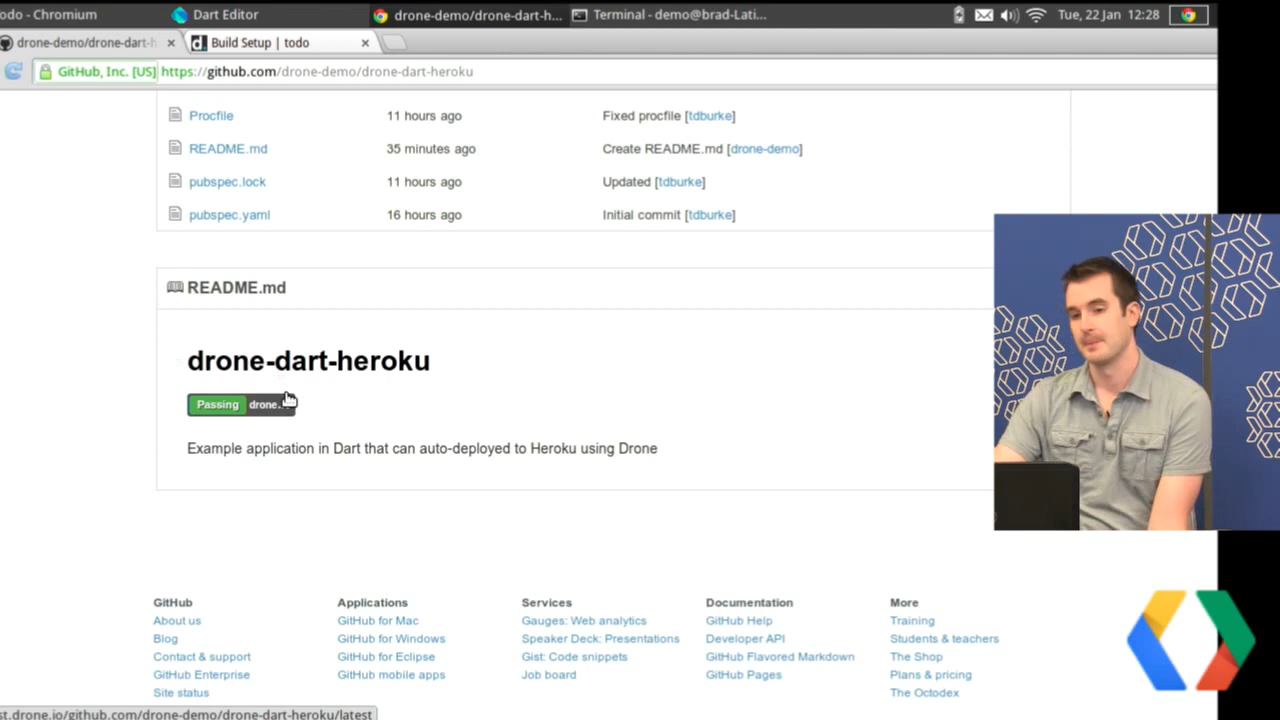 odo - Chromium Dart Editor drone-demo/drone-dart-h... Terminal - demo@brad-Lati... Tue, 22 Jan 12:28
drone-demo/drone-dart-h Build Setup | todo
GitHub, Inc. [US] https://github.com/drone-demo/drone-dart-heroku
Procfile 11 hours ago Fixed procfile [tdburke]
README.md 35 minutes ago Create README.md [drone-demo]
pubspec.lock 11 hours ago Updated [tdburke]
pubspec.yaml 16 hours ago Initial commit [tdburke]
README.md
drone-dart-heroku
Passing drone.
Example application in Dart that can auto-deployed to Heroku using Drone
GitHub Applications Services Documentation More
About us GitHub for Mac Gauges: Web analytics GitHub Help Training
Blog GitHub for Windows Speaker Deck: Presentations Developer API Students & teachers
Contact & support GitHub for Eclipse Gist: Code snippets GitHub Flavored Markdown The Shop
GitHub Enterprise GitHub mobile apps Job board GitHub Pages Plans & pricing
Site status The Octodex
st.drone.io/github.com/drone-demo/drone-dart-heroku/latest